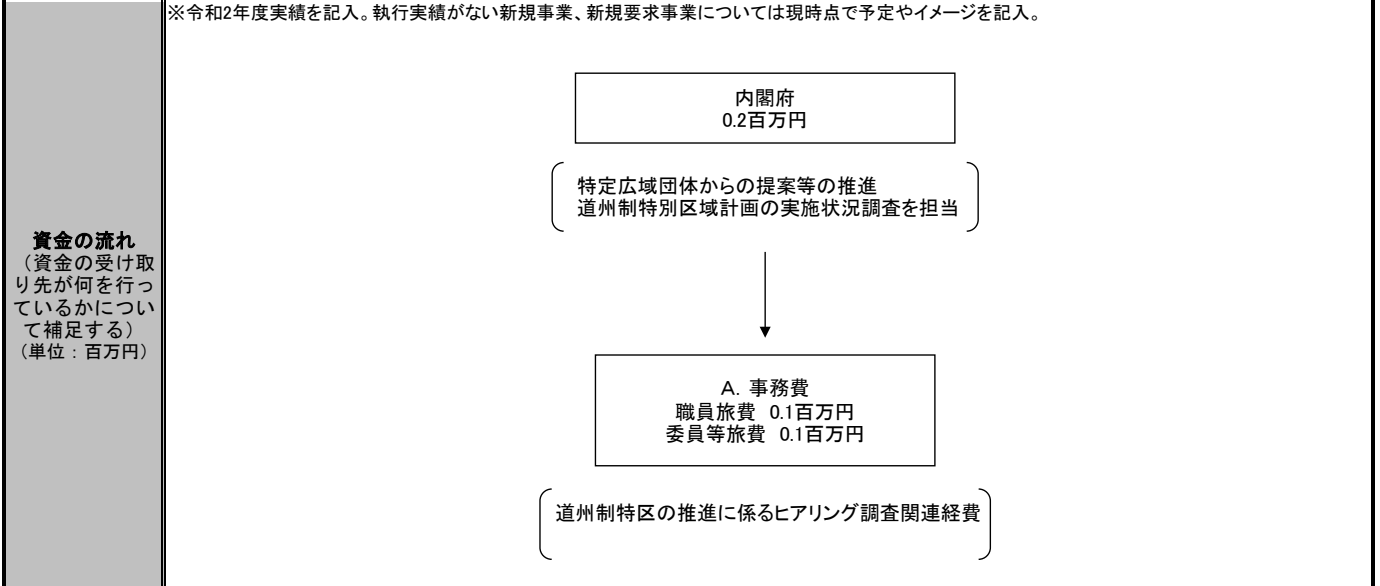 ※令和2年度実績を記入。執行実績がない新規事業、新規要求事業については現時点で予定やイメージを記入。
資金の流れ
（資金の受け取
り先が何を行っ
ているかについ
て補足する）
（単位：百万円）
内閣府
0.2百万円
特定広域団体からの提案等の推進
道州制特別区域計画の実施状況調査を担当
A．事務費
職員旅費 0.1百万円
委員等旅費 0.1百万円
道州制特区の推進に係るヒアリング調査関連経費